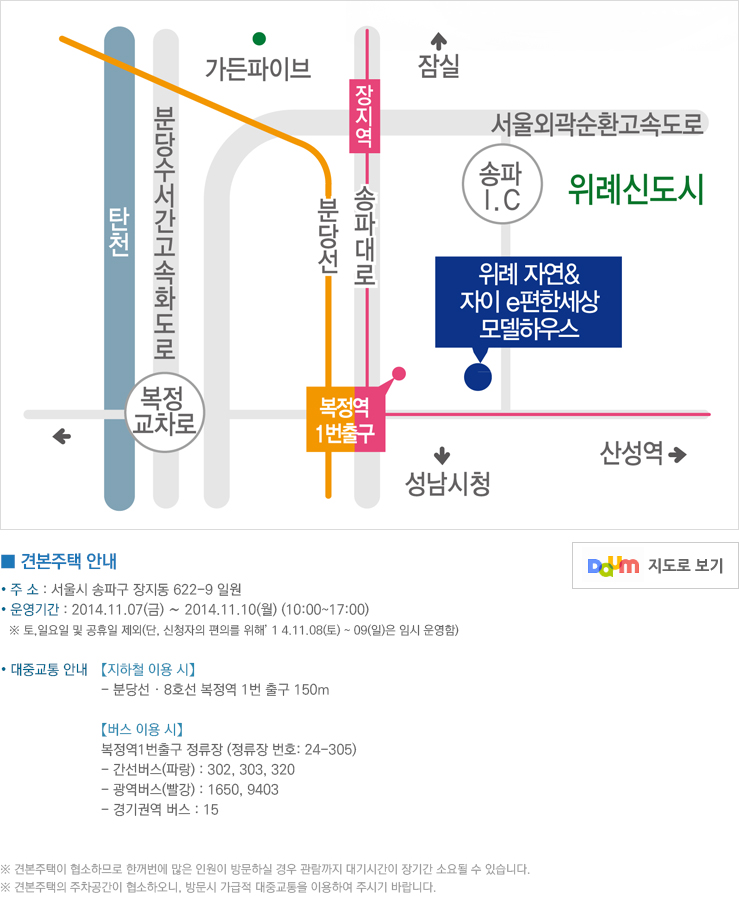 가든파이브
잠실
장지역
서울외곽순환고속도로
분당수서간고속화도로
송파
I.C
위례신도시
탄천
분당선
송파대로
위례 자연&
자이 e편한세상
모델하우스
복정
교차로
복정역
1번출구
산성역
성남시청
■ 견본주택 안내
Daum 지도로 보기
• 주 소 : 서울시 송파구 장지동 622-9 일원
• 운영기간 : 2014.11.07(금) ~ 2014.11.10(월) (10:00~17:00)
※ 토,일요일 및 공휴일 제외(단, 신청자의 편의를 위해' 1 4.11.08(토) ~ 09(일)은 임시 운영함)
• 대중교통 안내 【지하철 이용 시】
- 분당선 · 8호선 복정역 1번 출구 150m
【버스 이용 시】
복정역1번출구 정류장 (정류장 번호: 24-305)
- 간선버스(파랑) : 302, 303, 320
- 광역버스(빨강) : 1650, 9403
- 경기권역 버스 : 15
※ 견본주택이 협소하므로 한꺼번에 많은 인원이 방문하실 경우 관람까지 대기시간이 장기간 소요될 수 있습니다.
※ 견본주택의 주차공간이 협소하오니, 방문시 가급적 대중교통을 이용하여 주시기 바랍니다.